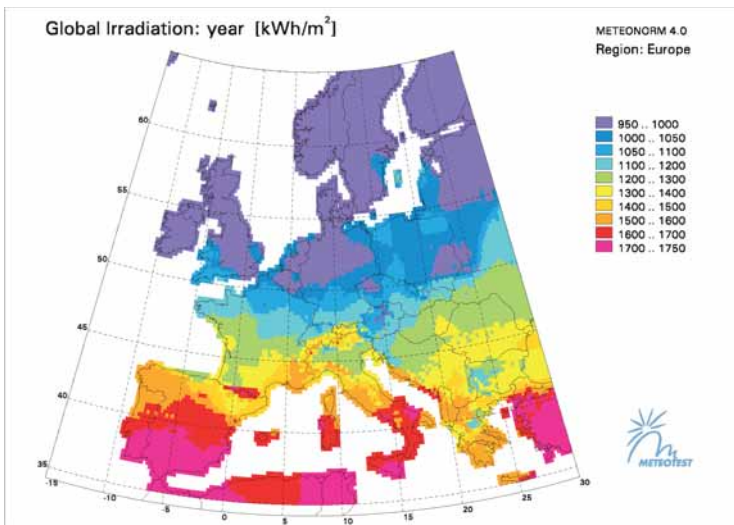 Global Irradiation: year [kWh/m²]
METEONORM 4.0
Region: Europe
950 .. 1000
1000 .. 1050
1050 .. 1100
1100 .. 1200
1200 .. 1300
1300 .. 1400
1400 .. 1500
1500 .. 1600
1600 .. 1700
1700 .. 1750
60
55
50
45
40
35
-15
-10
-5
0
5
10
15
20
25
30
METEOTEST